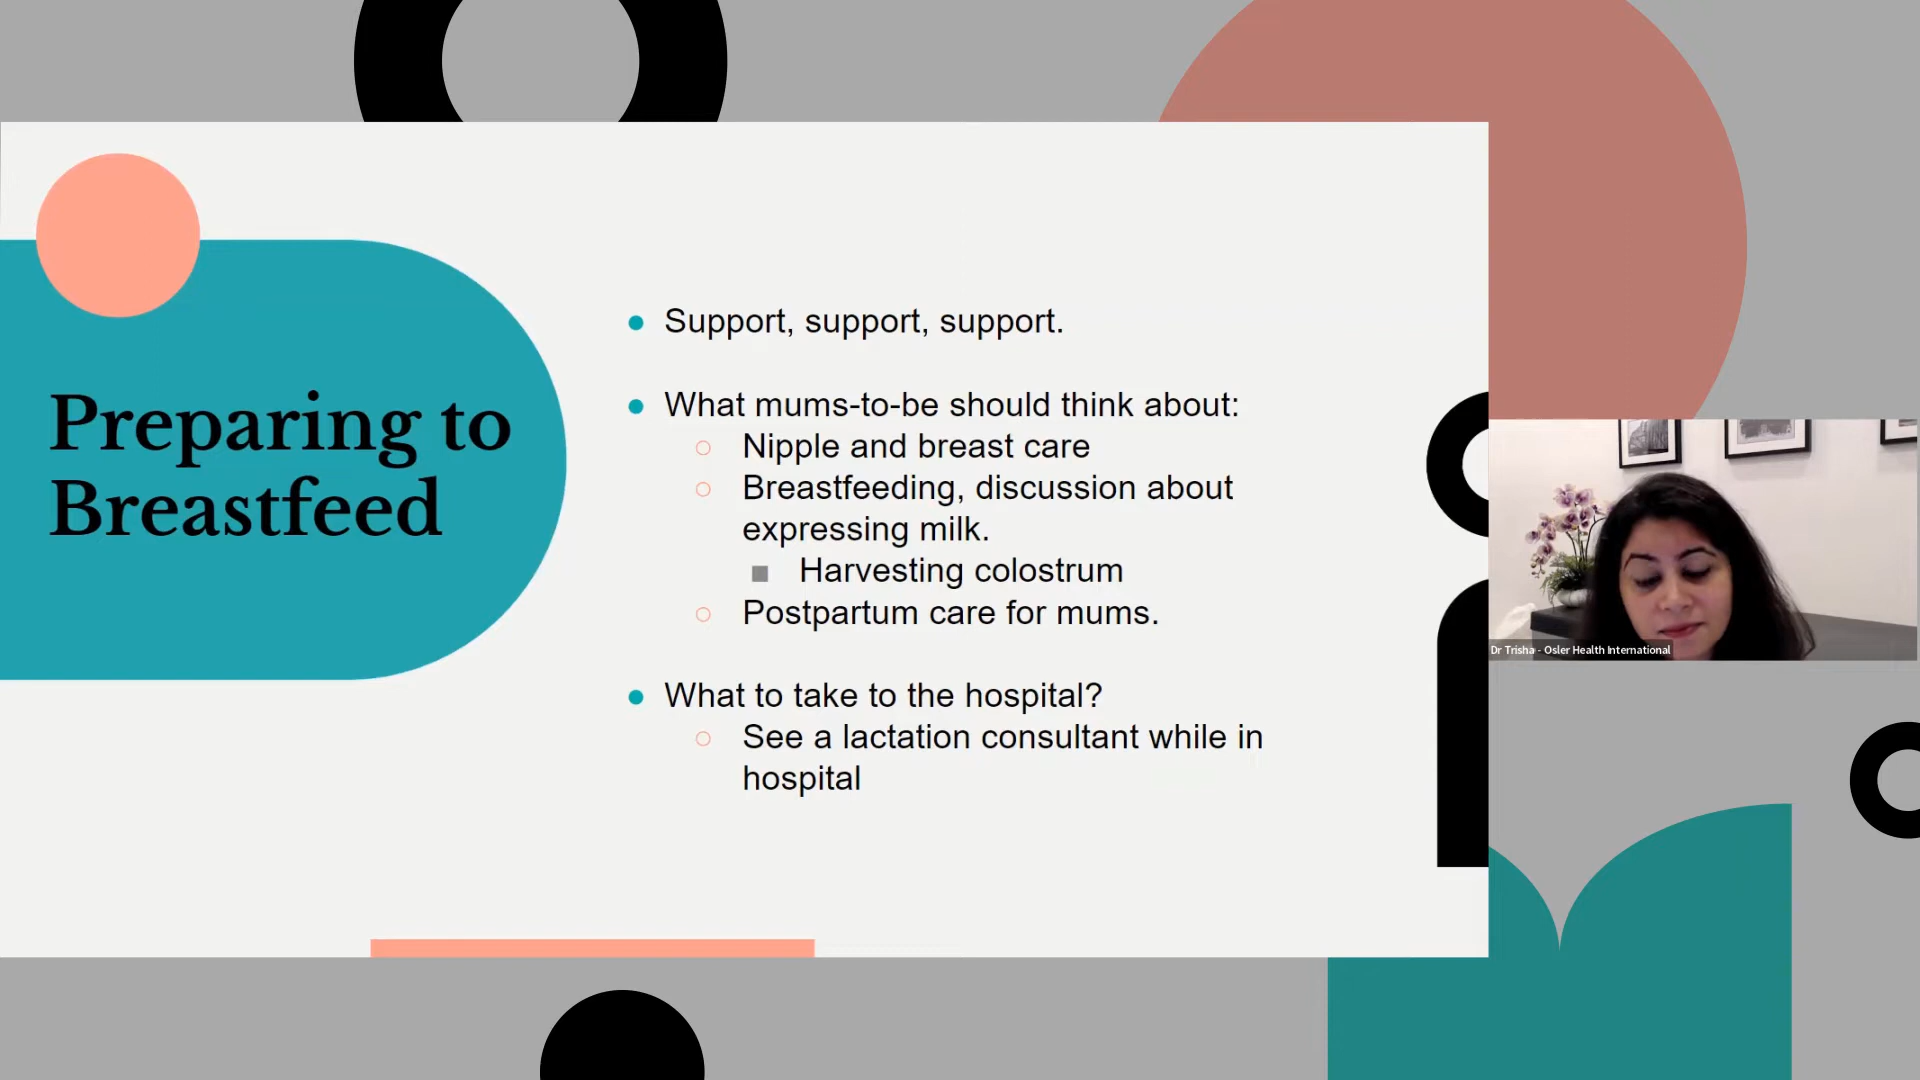 Preparing to
Breastfeed
Support, support, support.
What mums-to-be should think about:
Nipple and breast care
Breastfeeding, discussion about
expressing milk.
Harvesting colostrum
Postpartum care for mums.
What to take to the hospital?
See a lactation consultant while in
hospital
Dr Trisha - Osler Health International